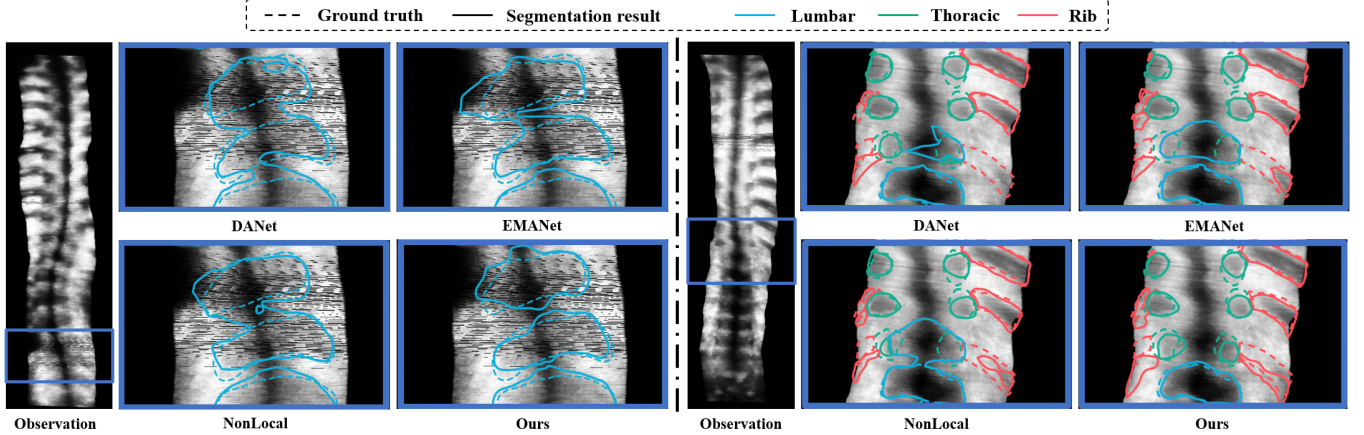 Ground truth Segmentation result Lumbar Thoracic Rib
DANet EMANet DANet EMANet
Observation NonLocal Ours Observation NonLocal Ours